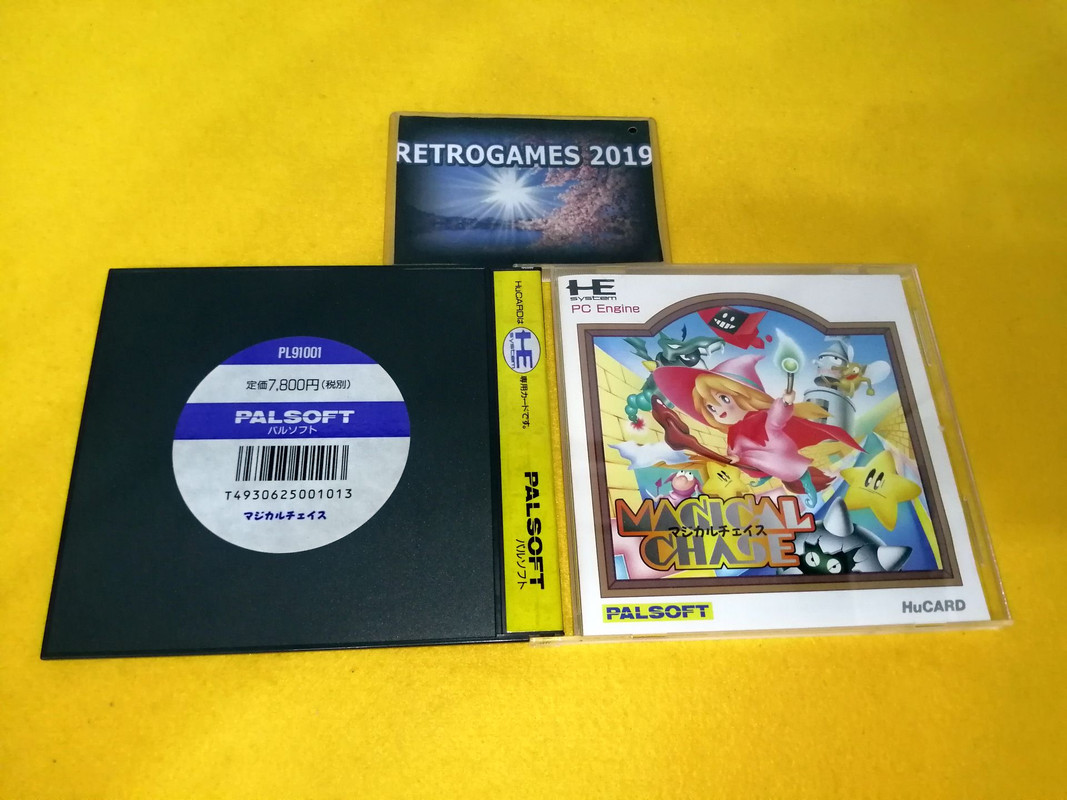 RETROGAMES 2019
PL91001
定価7,800円(税別)
PALSOFT
パルソフト
T4930625001013
マジカルチェイス
HuCARDは
HE
system
専用カードです。
PALSOFT
パルソフト
HE
system
PC Engine
MAGICAL
マジカルチェイス
CHASE
PALSOFT
HuCARD